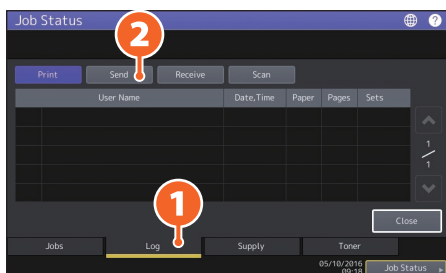 Job Status
?
2
Print Send Receive Scan
User Name Date,Time Paper Pages Sets
1
1
1
Close
Jobs Log Supply Toner
05/10/2016
09:18 Job Status